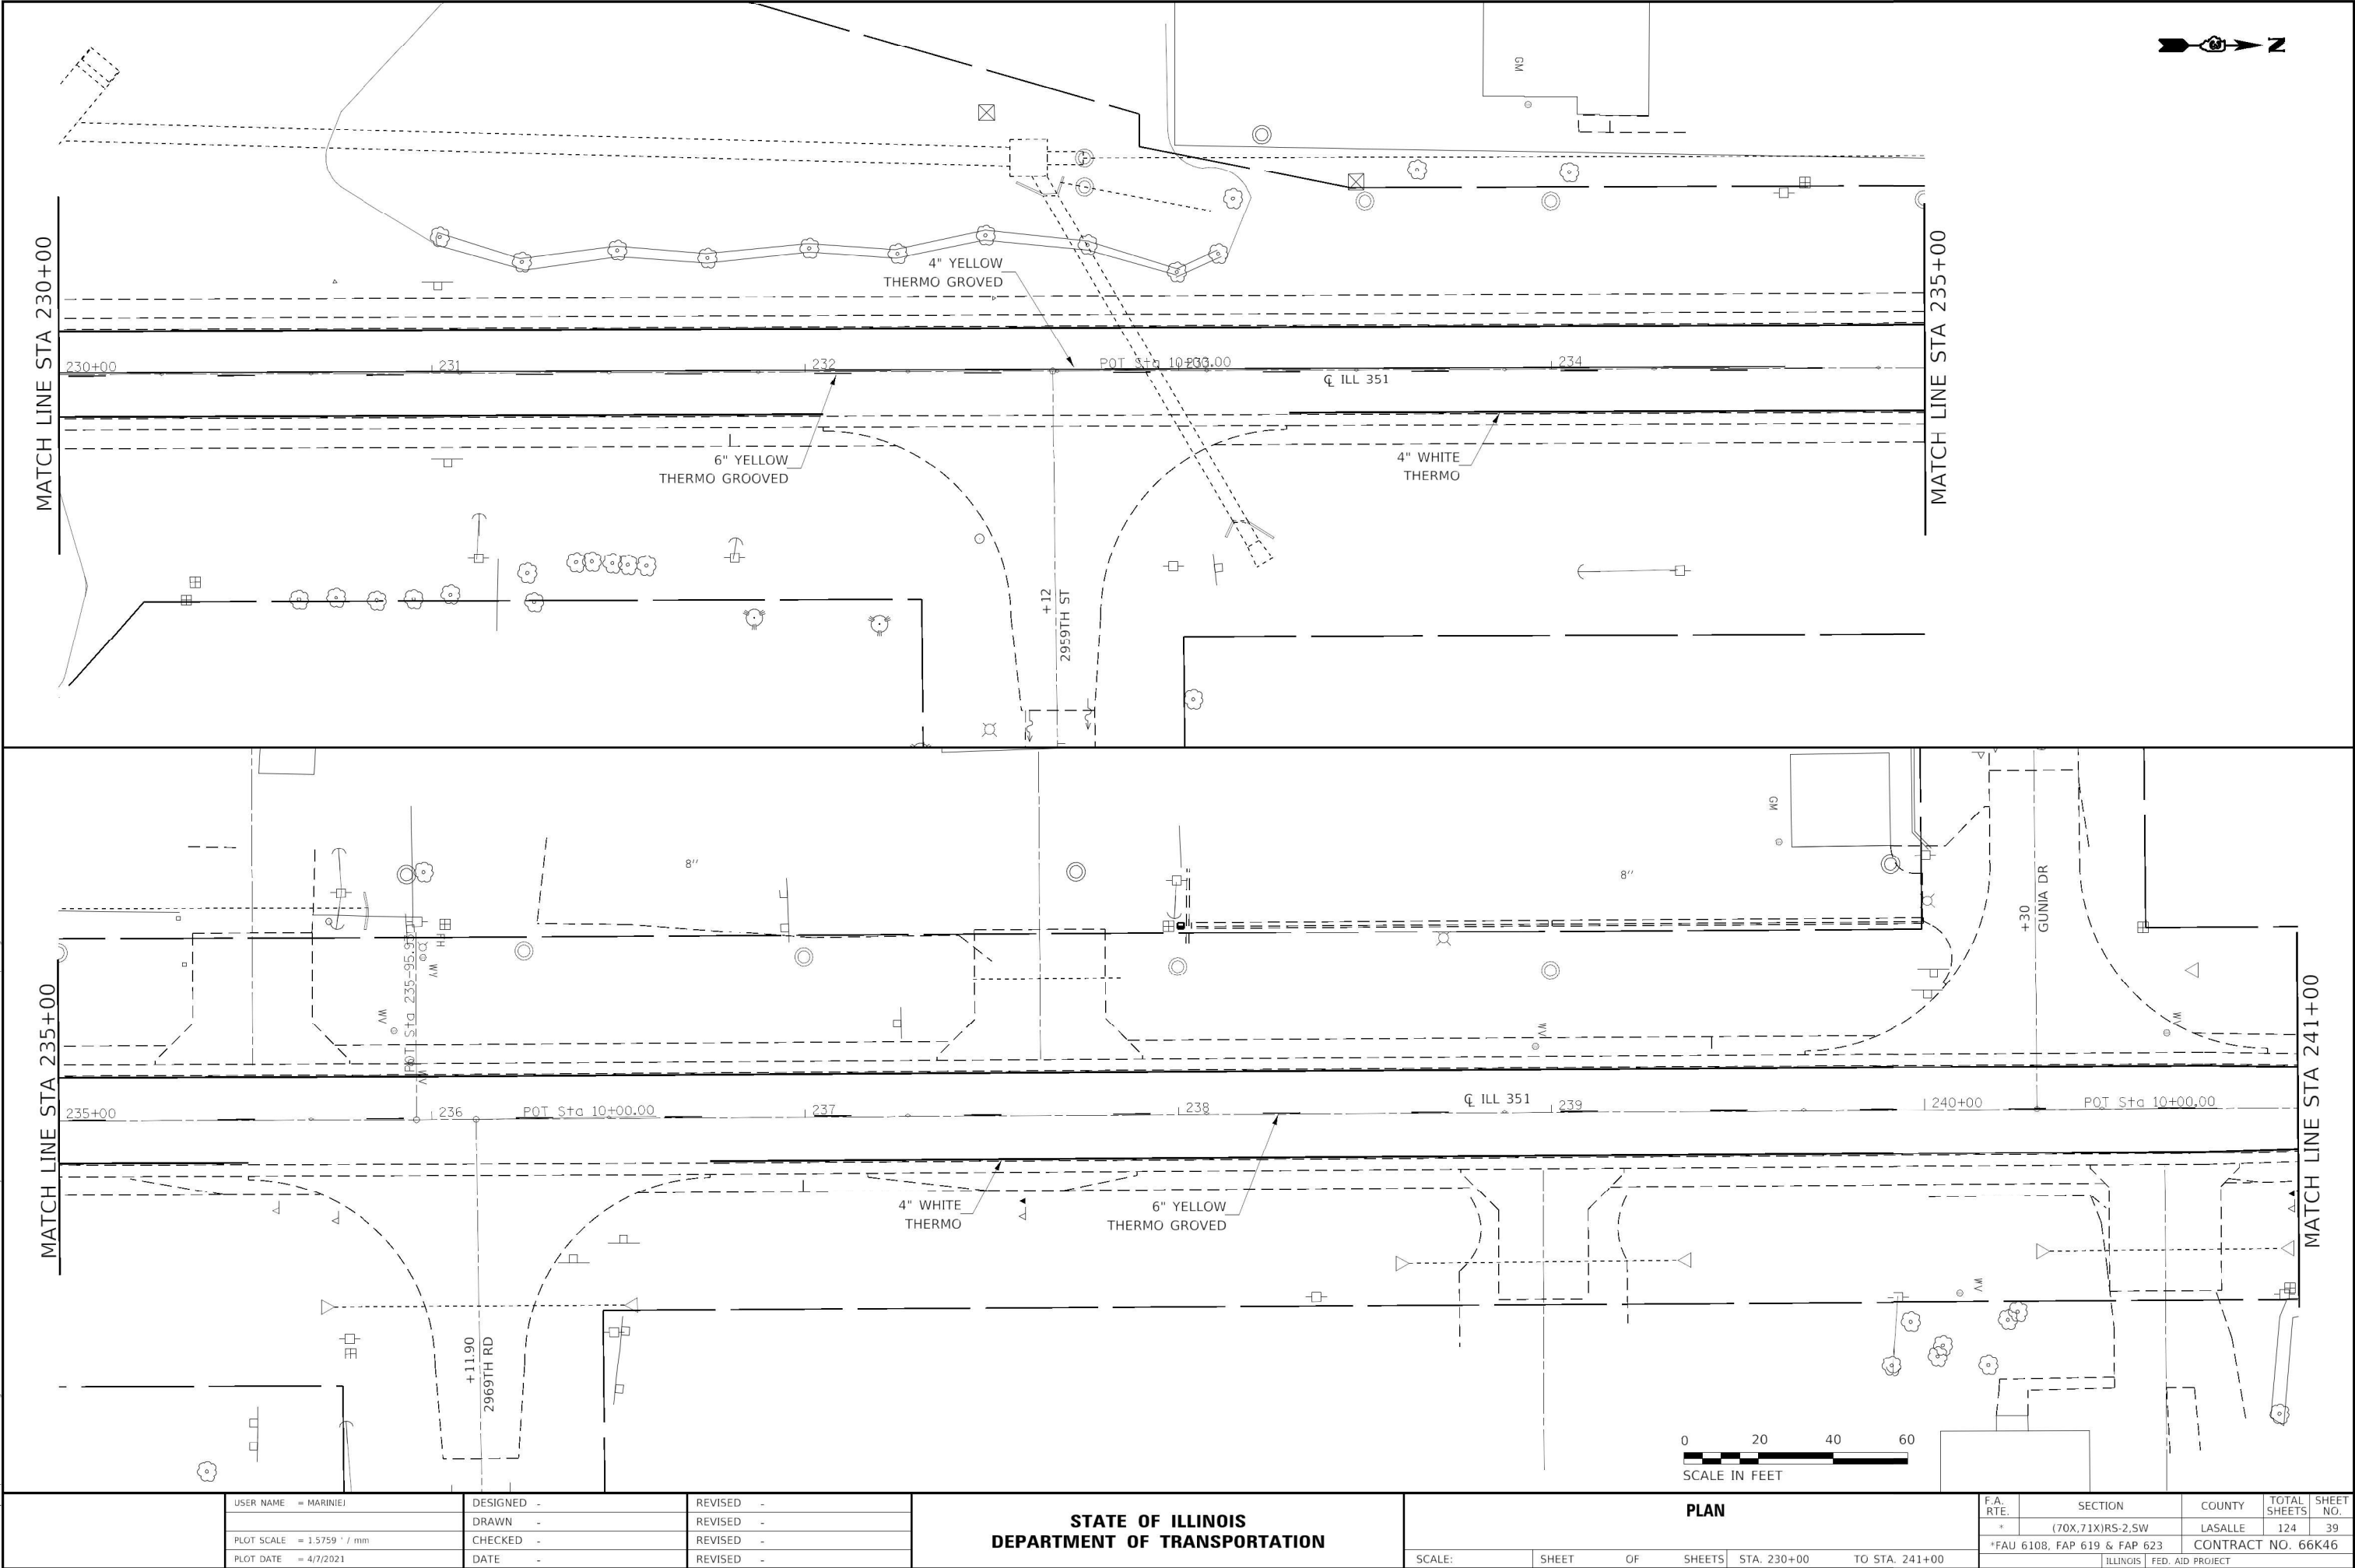 GM
N
MATCH LINE STA 230+00
MATCH LINE STA 235+00
4" YELLOW
THERMO GROVED
230+00
231
232
POT Sta 10+00.00
233
234
℄ ILL 351
6" YELLOW
THERMO GROOVED
4" WHITE
THERMO
+12
2959TH ST
GM
8''
8''
+30
GUNIA DR
FH
WV
WV
WV
WV
WV
POT Sta 235+95.93
MATCH LINE STA 235+00
MATCH LINE STA 241+00
235+00
236
POT Sta 10+00.00
237
238
℄ ILL 351
239
240+00
POT Sta 10+00.00
4" WHITE
THERMO
6" YELLOW
THERMO GROVED
WV
+11.90
2969TH RD
0 20 40 60
SCALE IN FEET
USER NAME = MARINIEJ
DESIGNED -
REVISED -
DRAWN -
REVISED -
PLOT SCALE = 1.5759 ' / mm
CHECKED -
REVISED -
PLOT DATE = 4/7/2021
DATE -
REVISED -
STATE OF ILLINOIS
DEPARTMENT OF TRANSPORTATION
PLAN
SCALE: SHEET OF SHEETS STA. 230+00 TO STA. 241+00
F.A. RTE. SECTION COUNTY TOTAL SHEETS SHEET NO.
* (70X,71X)RS-2,SW LASALLE 124 39
*FAU 6108, FAP 619 & FAP 623 CONTRACT NO. 66K46
ILLINOIS FED. AID PROJECT